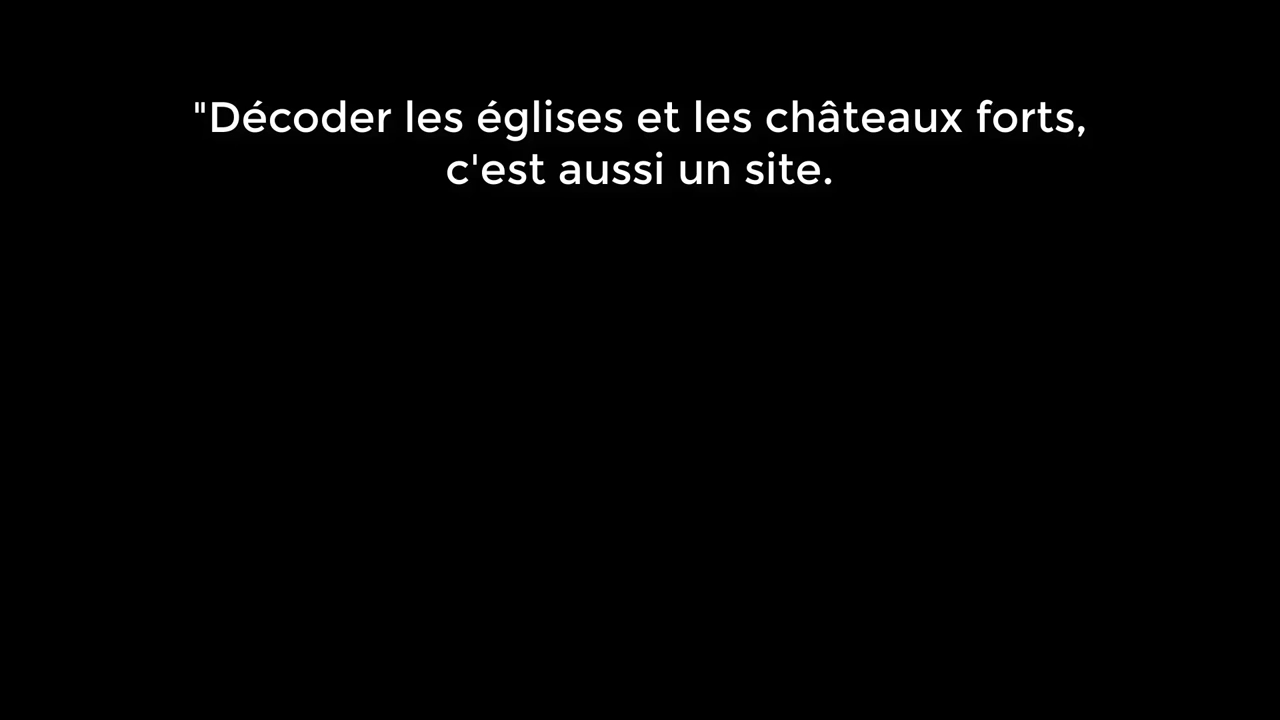 "Décoder les églises et les châteaux forts,
c'est aussi un site.